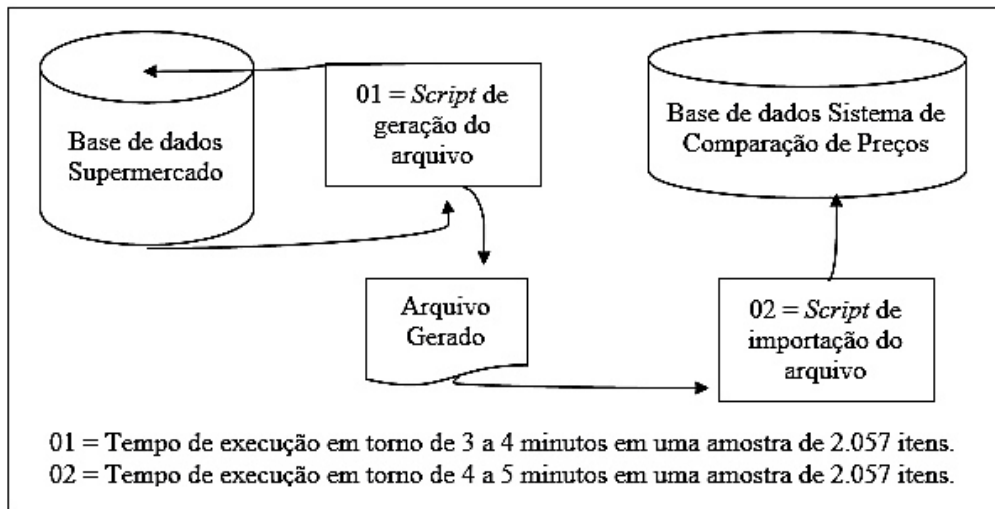 Base de dados
Supermercado
01 = Script de
geração do
arquivo
Base de dados Sistema de
Comparação de Preços
Arquivo
Gerado
02 = Script de
importação do
arquivo
01 = Tempo de execução em torno de 3 a 4 minutos em uma amostra de 2.057 itens.
02 = Tempo de execução em torno de 4 a 5 minutos em uma amostra de 2.057 itens.